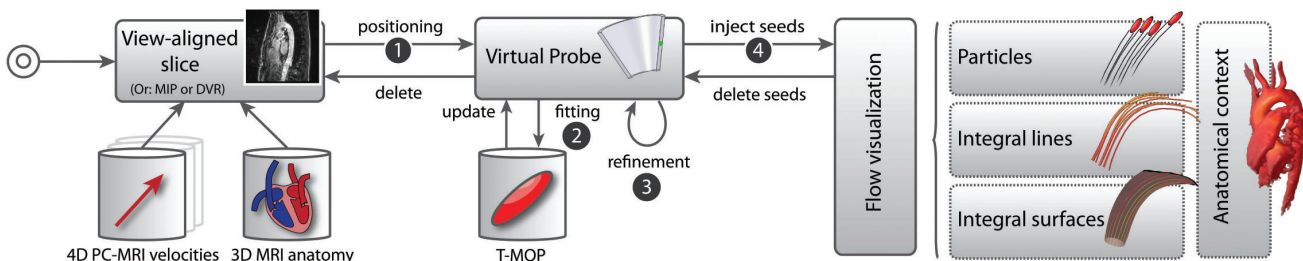 View-aligned
slice
(Or: MIP or DVR)
positioning
1
delete
Virtual Probe
update
fitting
2
refinement
3
inject seeds
4
delete seeds
Flow visualization
Particles
Integral lines
Integral surfaces
Anatomical context
4D PC-MRI velocities
3D MRI anatomy
T-MOP